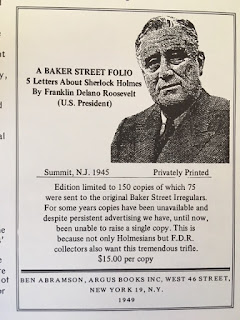 A BAKER STREET FOLIO
5 Letters About Sherlock Holmes
By Franklin Delano Roosevelt
(U.S. President)
Summit, N.J. 1945 Privately Printed
Edition limited to 150 copies of which 75
were sent to the original Baker Street Irregulars.
For some years copies have been unavailable and
despite persistent advertising we have, until now,
been unable to raise a single copy. This is
because not only Holmesians but F.D.R.
collectors also want this tremendous trifle.
$15.00 per copy
BEN ABRAMSON, ARGUS BOOKS INC, WEST 46 STREET,
NEW YORK 19, N.Y.
1949